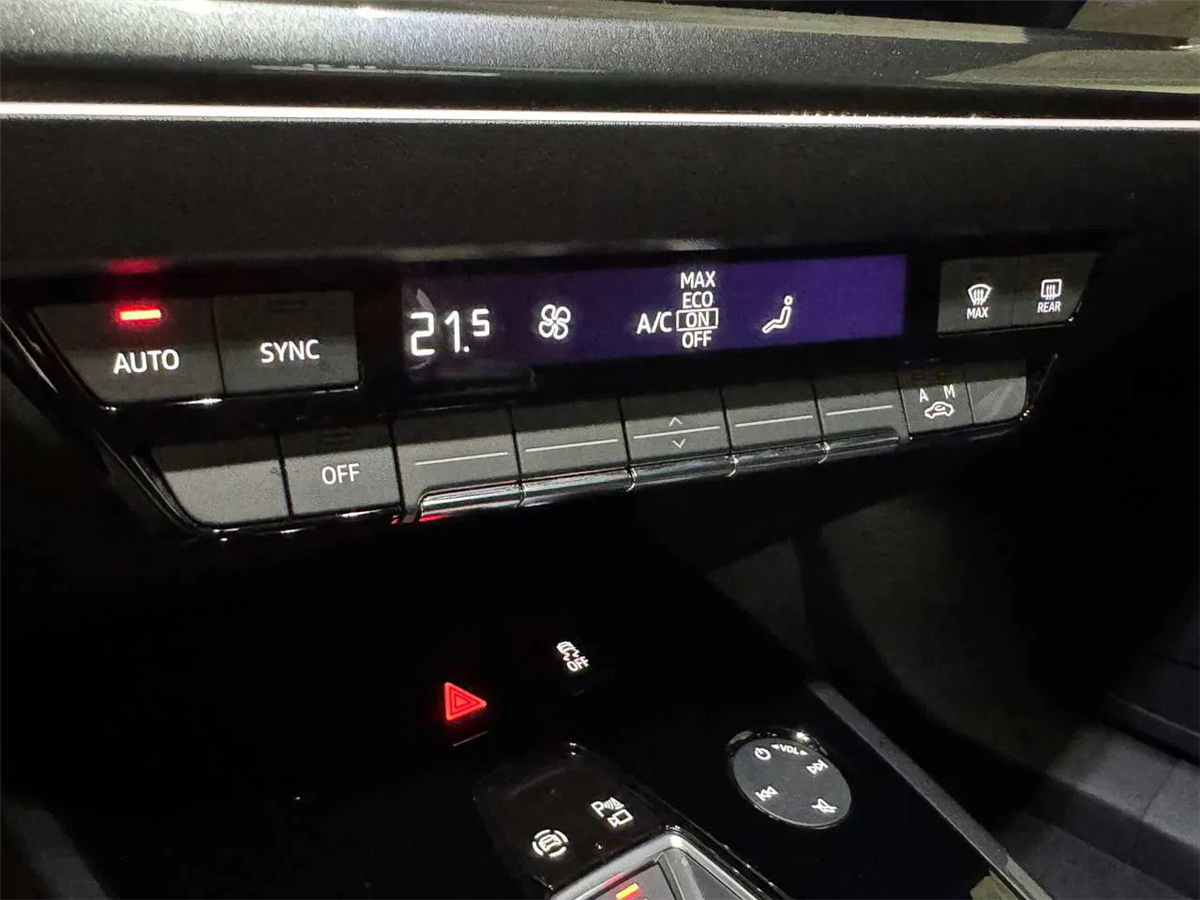 MAX
ECO
21.5 A/C ON
OFF
AUTO SYNC
MAX REAR
A M
OFF
OFF
VOL
P